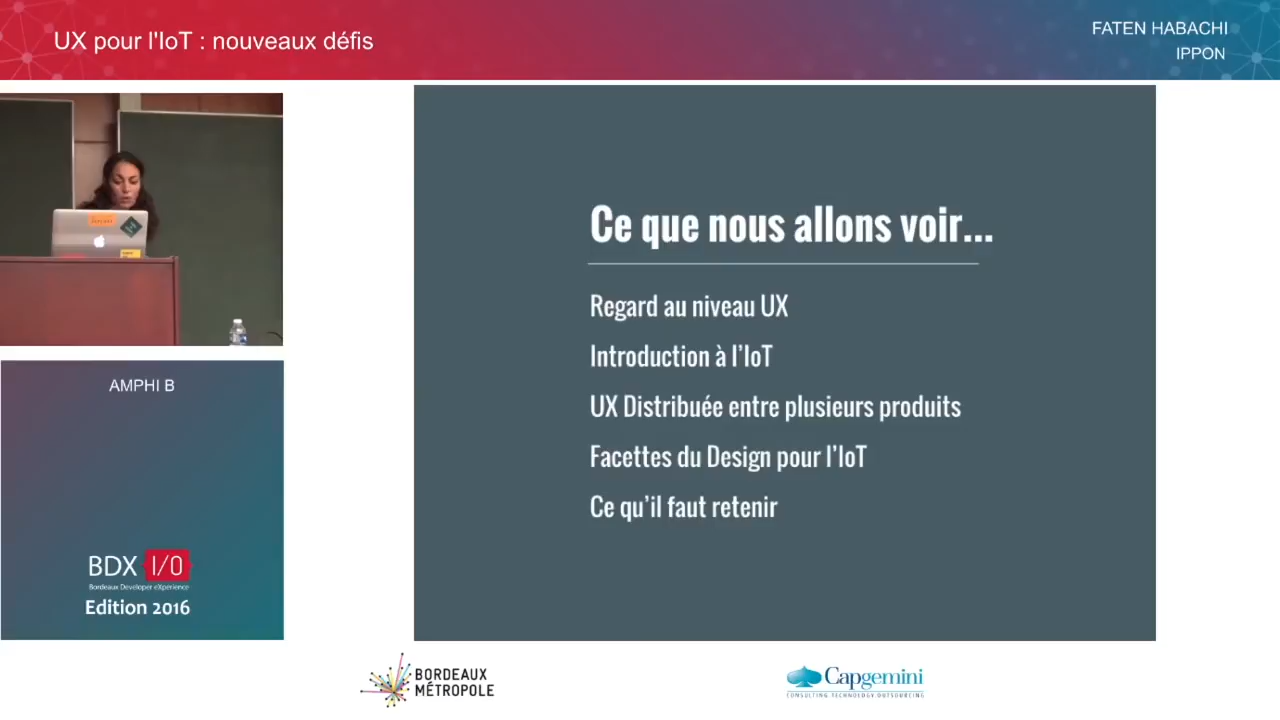 UX pour l'IoT : nouveaux défis
FATEN HABACHI
IPPON
Ce que nous allons voir...
Regard au niveau UX
Introduction à l'IoT
UX Distribuée entre plusieurs produits
Facettes du Design pour l'IoT
Ce qu'il faut retenir
AMPHI B
BDX I/O
Bordeaux Developer eXperience
Edition 2016
BORDEAUX
MÉTROPOLE
Capgemini
CONSULTING.TECHNOLOGY.OUTSOURCING